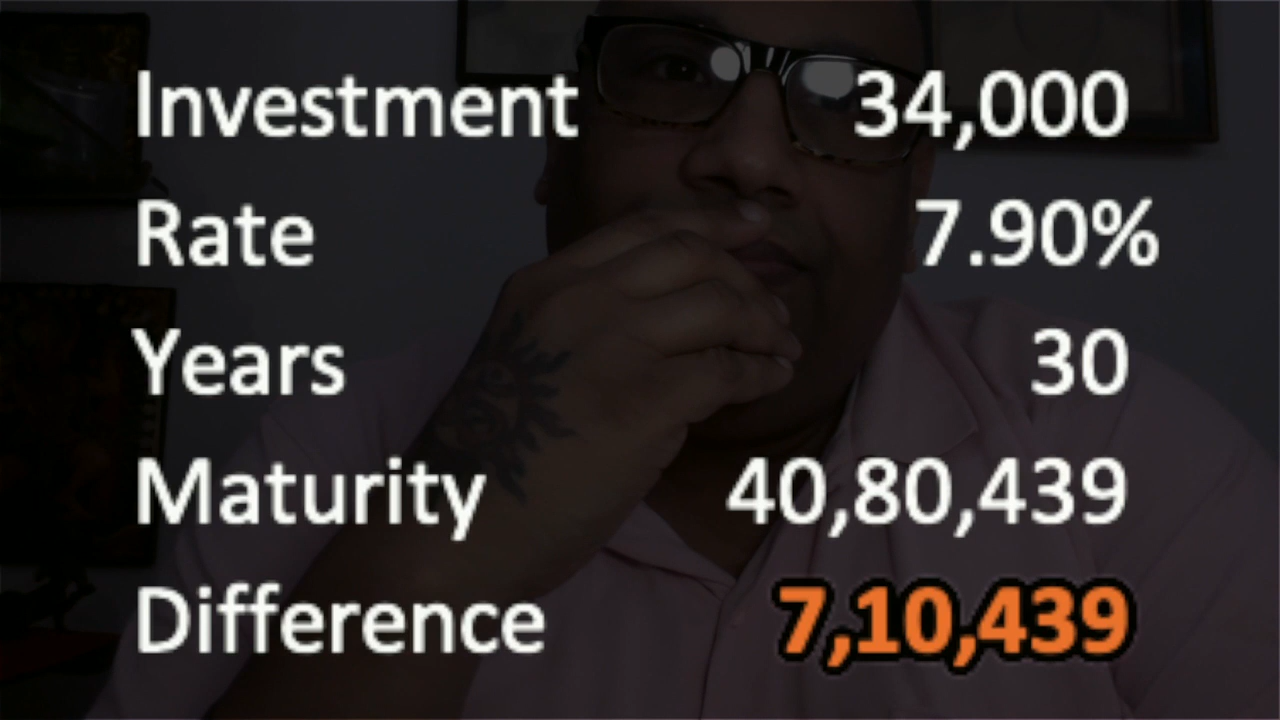 Investment 34,000
Rate 7.90%
Years 30
Maturity 40,80,439
Difference 7,10,439